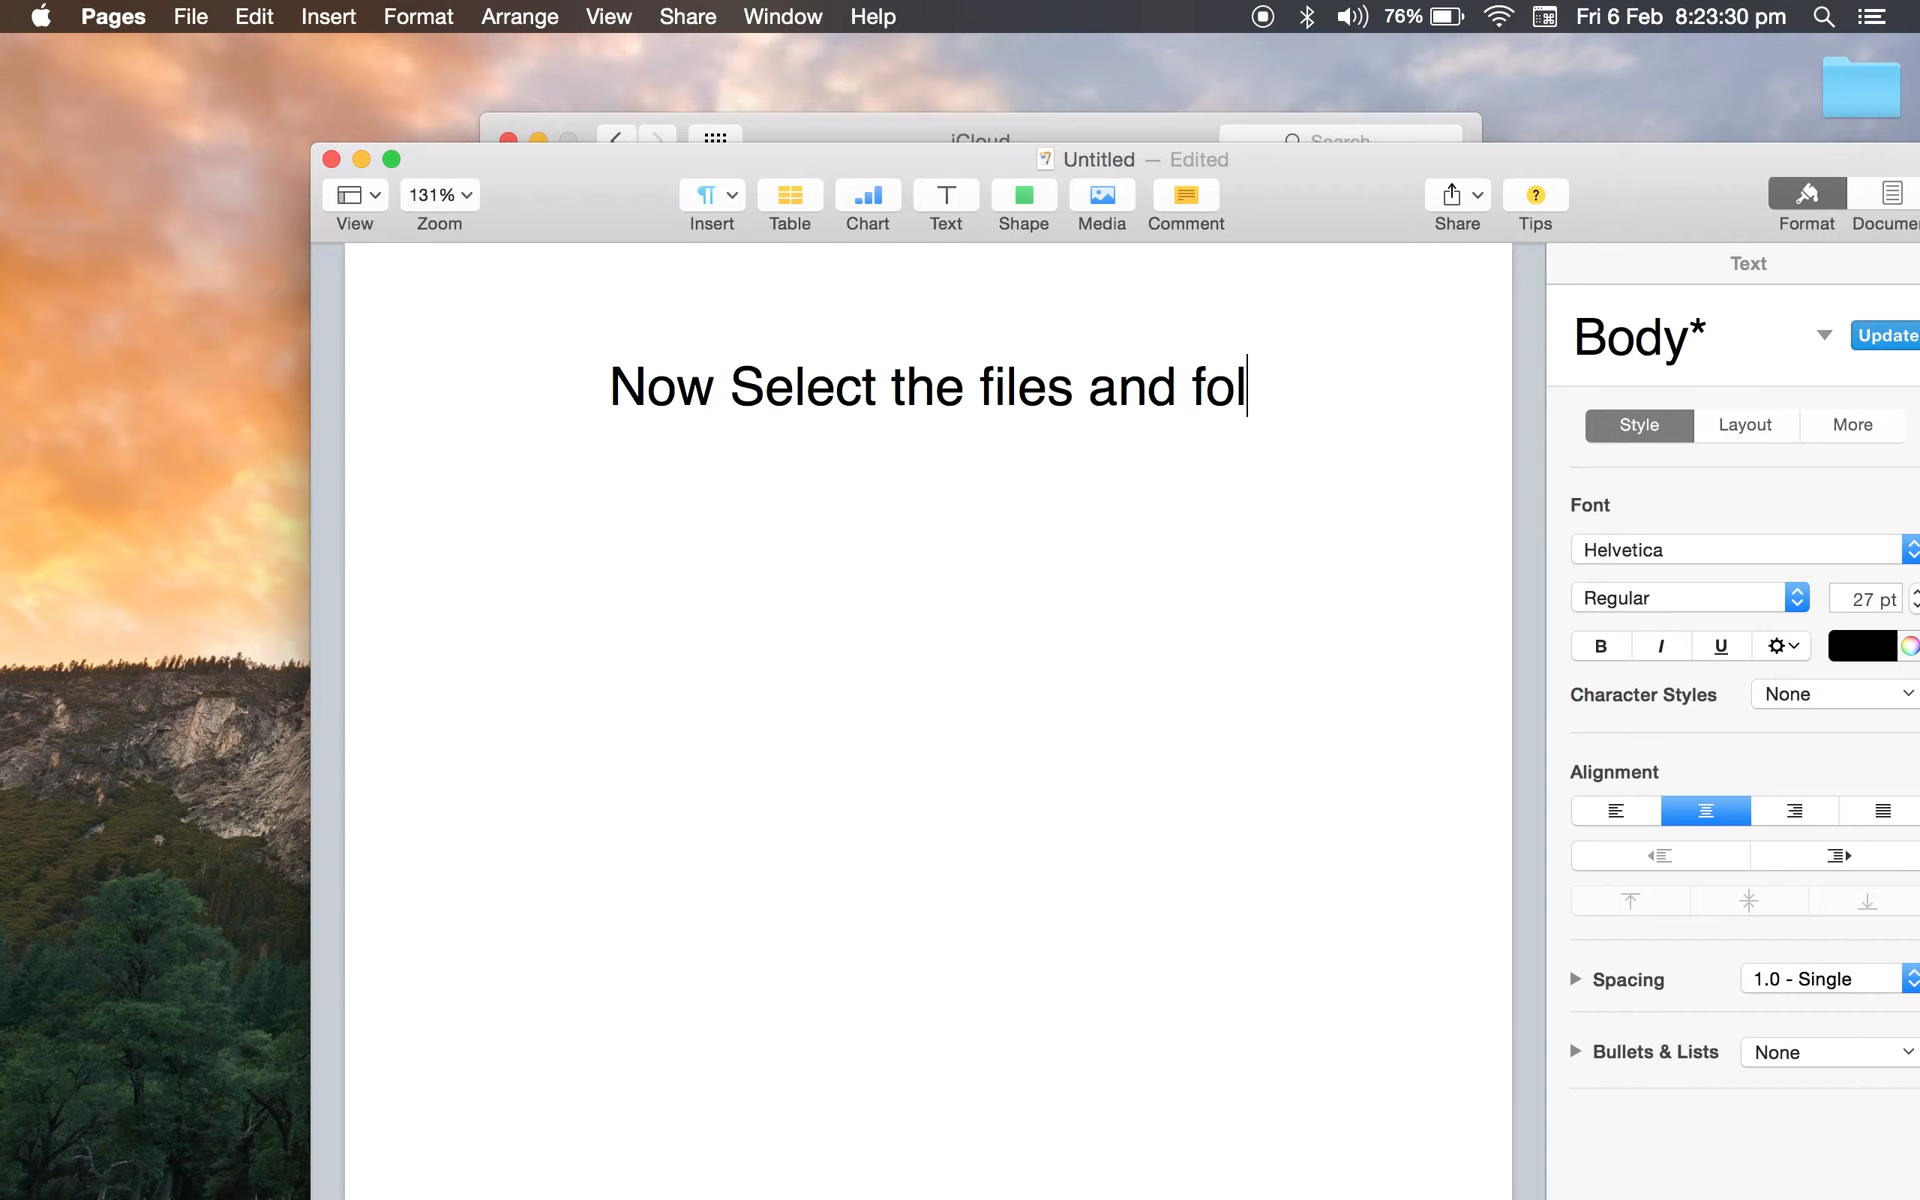 Pages File Edit Insert Format Arrange View Share Window Help 76% Fri 6 Feb 8:23:30 pm
iCloud Search
Untitled — Edited
131%
View Zoom Insert Table Chart Text Shape Media Comment Share Tips Format Documen
Text
Body* Update
Now Select the files and fol
Style Layout More
Font
Helvetica
Regular 27 pt
B I U
Character Styles None
Alignment
Spacing 1.0 - Single
Bullets & Lists None